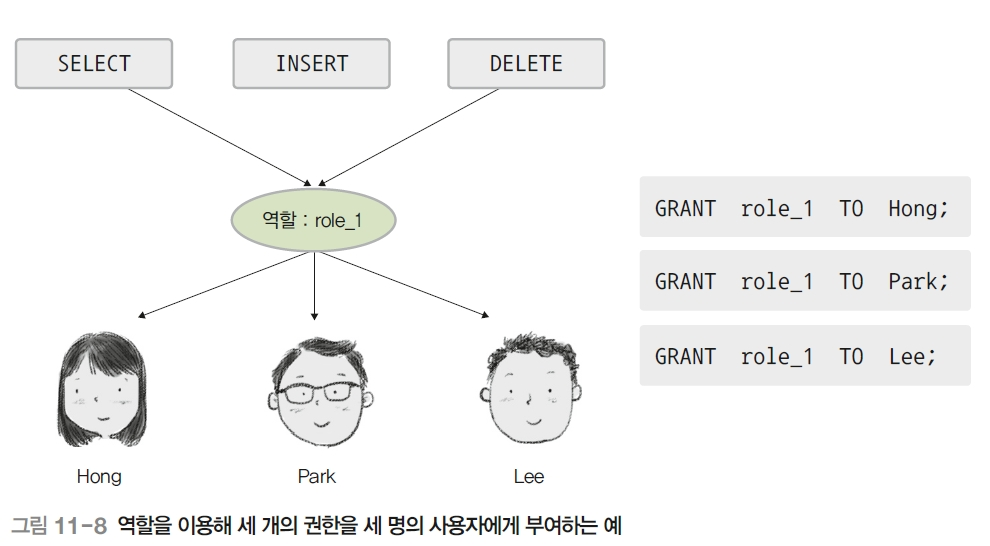 SELECT INSERT DELETE
역할 : role_1
GRANT role_1 TO Hong;
GRANT role_1 TO Park;
GRANT role_1 TO Lee;
Hong Park Lee
그림 11-8 역할을 이용해 세 개의 권한을 세 명의 사용자에게 부여하는 예